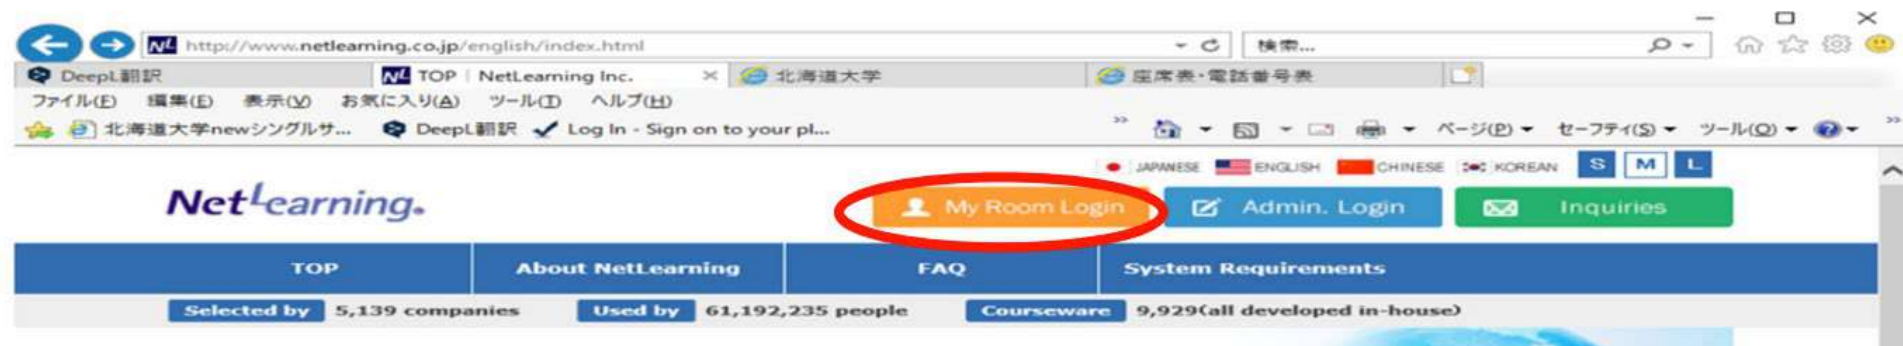 http://www.netlearning.co.jp/english/index.html 検索...
DeepL翻訳 NL TOP | NetLearning Inc. 北海道大学 座席表・電話番号表
ファイル(F) 編集(E) 表示(V) お気に入り(A) ツール(T) ヘルプ(H)
北海道大学newシングルサ... DeepL翻訳 Log In - Sign on to your pl... ページ(P) セーフティ(S) ツール(O)
JAPANESE ENGLISH CHINESE KOREAN S M L
NetLearning.
My Room Login Admin. Login Inquiries
TOP About NetLearning FAQ System Requirements
Selected by 5,139 companies Used by 61,192,235 people Courseware 9,929(all developed in-house)